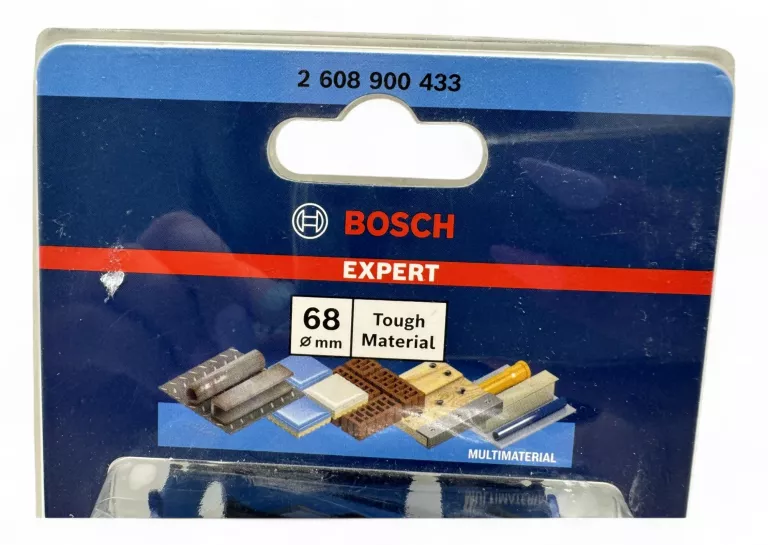 2 608 900 433
BOSCH
EXPERT
68
Ø mm
Tough
Material
MULTIMATERIAL